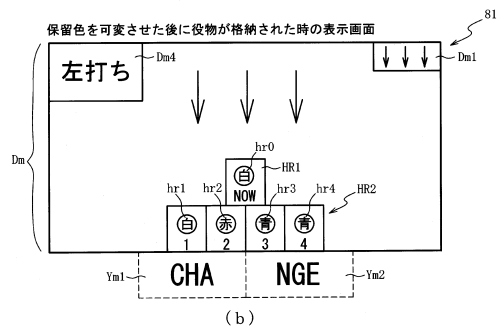 保留色を可変させた後に役物が格納された時の表示画面
81
左打ち
Dm4
Dm1
Dm
hr0
白
HR1
NOW
hr1
hr2
hr3
hr4
HR2
白
赤
青
青
1
2
3
4
Ym1
CHA
NGE
Ym2
(b)